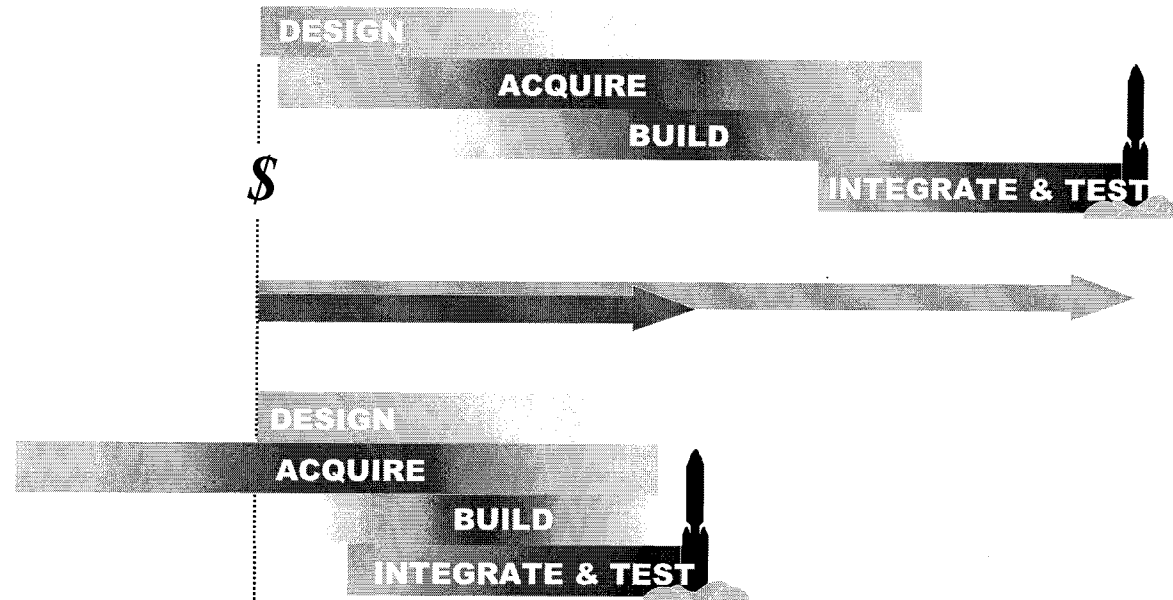 DESIGN
ACQUIRE
BUILD
$
INTEGRATE & TEST
DESIGN
ACQUIRE
BUILD
INTEGRATE & TEST